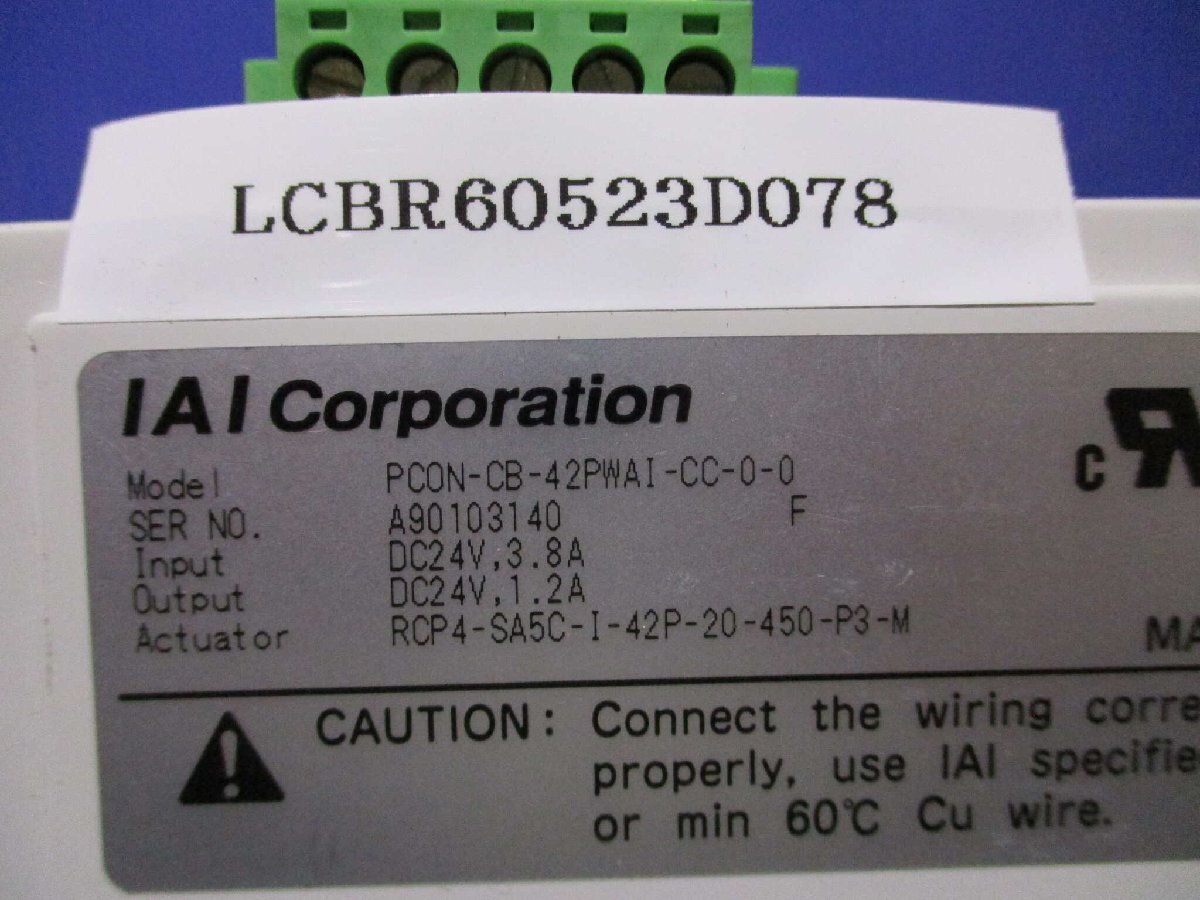 LCBR60523D078
IAI Corporation
Model PCON-CB-42PWAI-CC-0-0
SER NO. A90103140 F
Input DC24V,3.8A
Output DC24V,1.2A
Actuator RCP4-SA5C-I-42P-20-450-P3-M
C
MA
CAUTION: Connect the wiring corre
properly, use IAI specifie
or min 60℃ Cu wire.